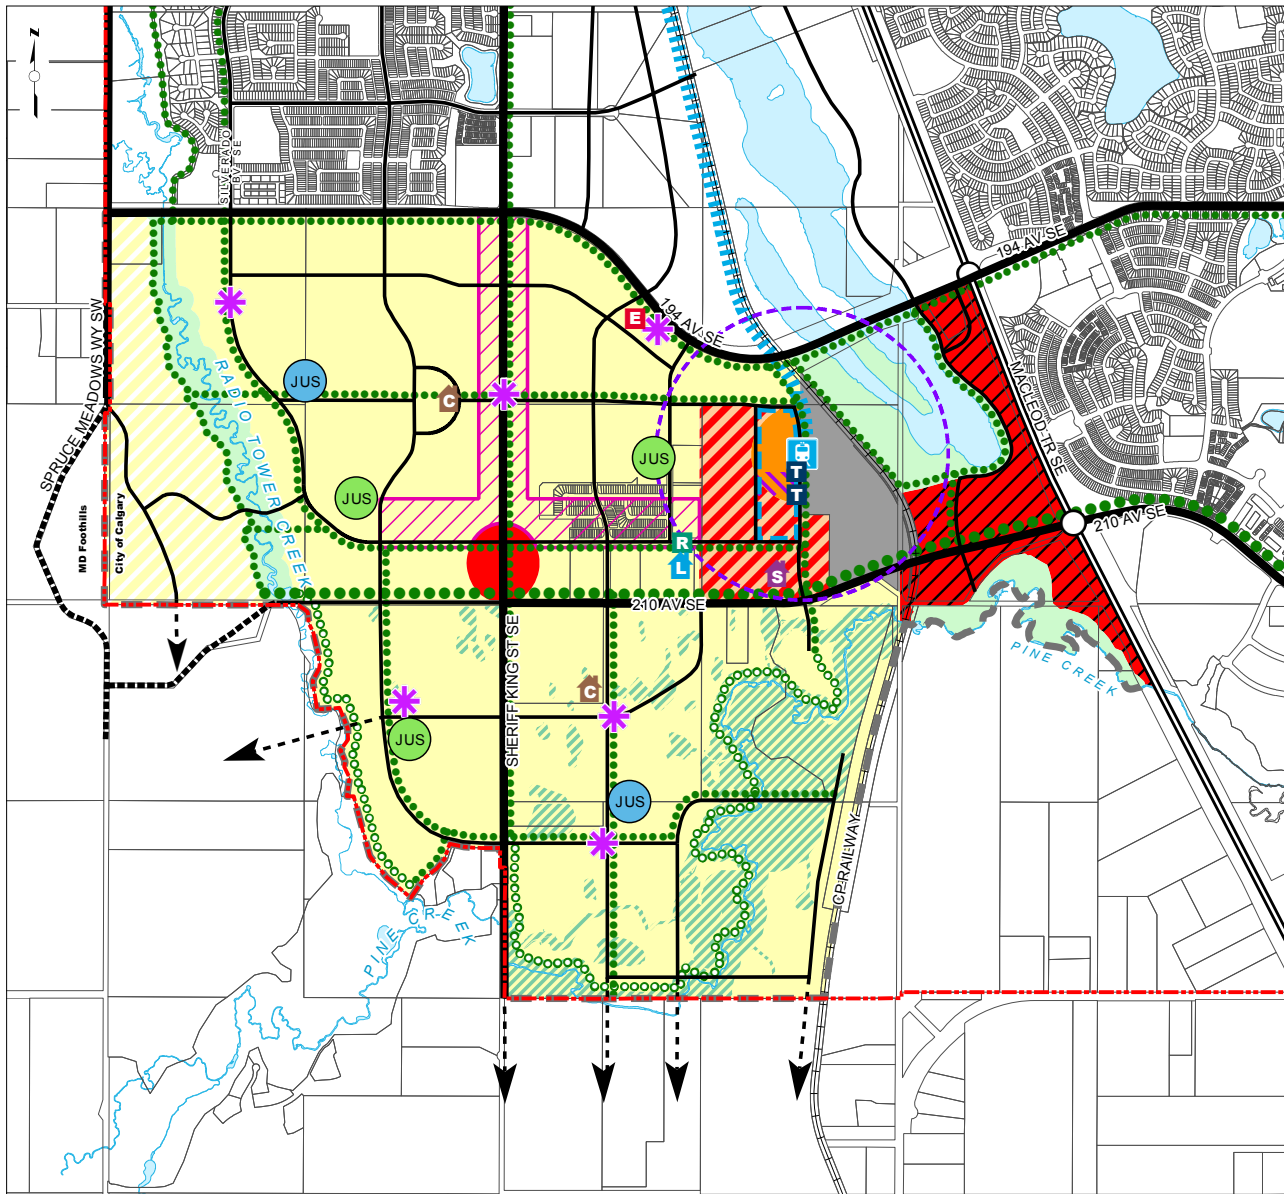 Z
SILVERADO
BV SE
194 AV SE
SPRUCE MEADOWS WY SW
RADIO TOWER CREEK
E
194 AV SE
MACLEOD TR SE
JUS
C
JUS
JUS
T
T
MD Foothills
City of Calgary
210 AV SE
R
L
S
210 AV SE
SHERIFF KING ST SE
PINE CREEK
C
JUS
JUS
CP RAILWAY
PINE CREEK